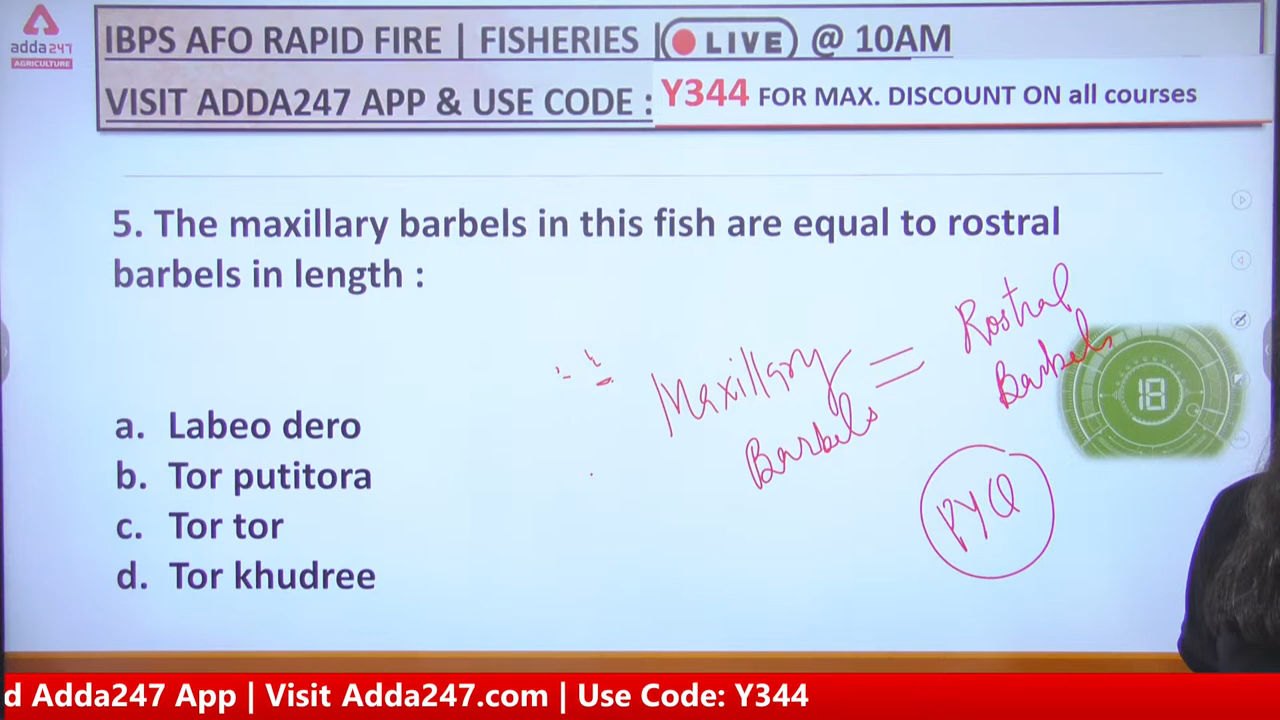 adda247
AGRICULTURE
IBPS AFO RAPID FIRE | FISHERIES | LIVE @ 10AM
VISIT ADDA247 APP & USE CODE : Y344 FOR MAX. DISCOUNT ON all courses
5. The maxillary barbels in this fish are equal to rostral
barbels in length :
Maxillary = Rostral
Barbels Barbels
18
a. Labeo dero
b. Tor putitora
c. Tor tor
d. Tor khudree
PYQ
d Adda247 App | Visit Adda247.com | Use Code: Y344